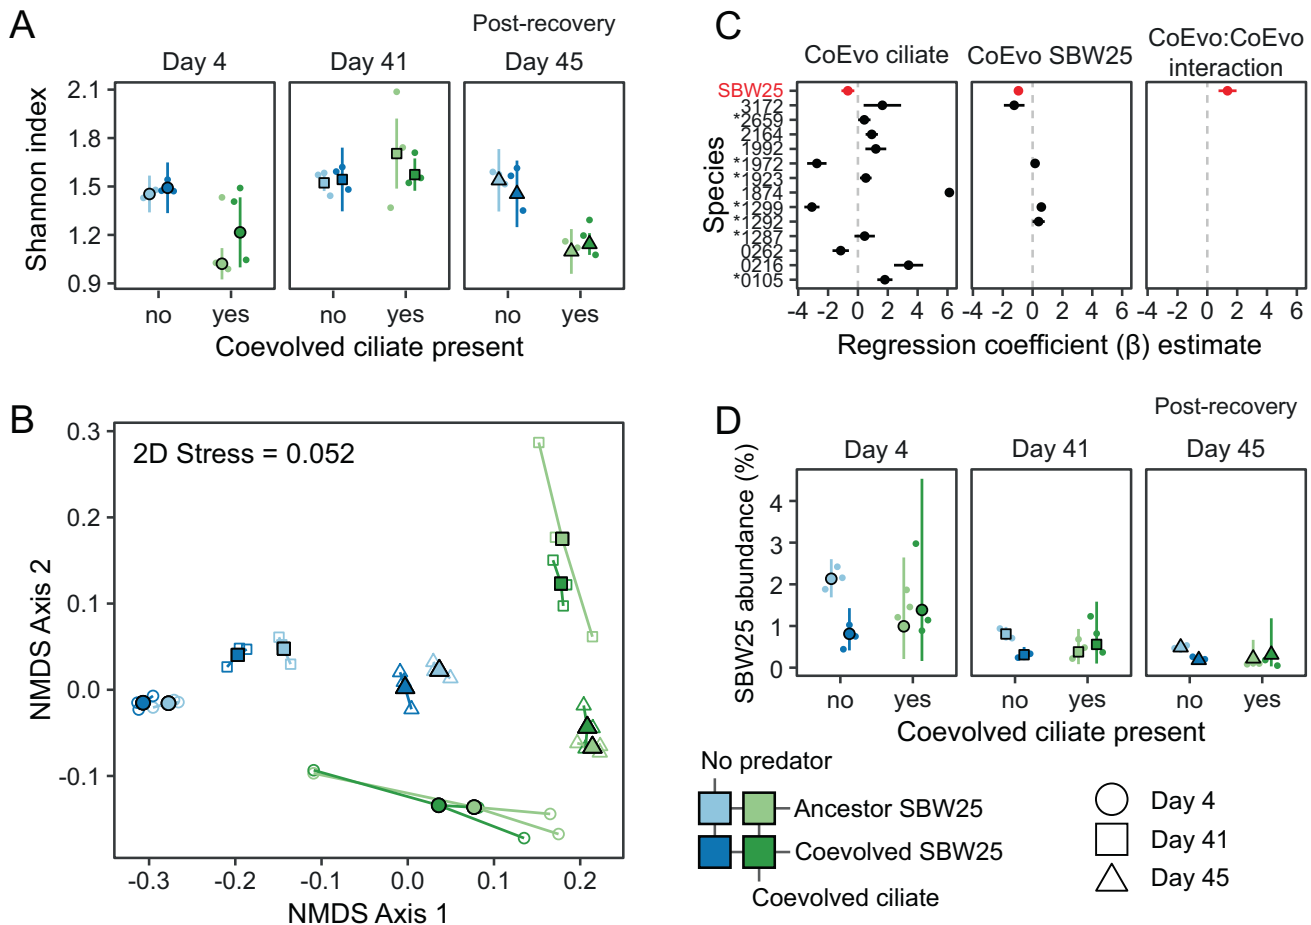 A
Post-recovery
Day 4
Day 41
Day 45
Shannon index
2.1
1.8
1.5
1.2
0.9
no
yes
no
yes
no
yes
Coevolved ciliate present
B
2D Stress = 0.052
NMDS Axis 2
0.3
0.2
0.1
0.0
-0.1
-0.3
-0.2
-0.1
0.0
0.1
0.2
NMDS Axis 1
C
CoEvo ciliate
CoEvo SBW25
CoEvo:CoEvo
interaction
Species
SBW25
3172
*2659
2164
1992
*1972
*1923
1874
*1299
*1292
*1287
0262
0216
*0105
-4 -2 0 2 4 6
-4 -2 0 2 4 6
-4 -2 0 2 4 6
Regression coefficient (β) estimate
D
Post-recovery
Day 4
Day 41
Day 45
SBW25 abundance (%)
4
3
2
1
0
no
yes
no
yes
no
yes
Coevolved ciliate present
No predator
Ancestor SBW25
Coevolved SBW25
Coevolved ciliate
Day 4
Day 41
Day 45